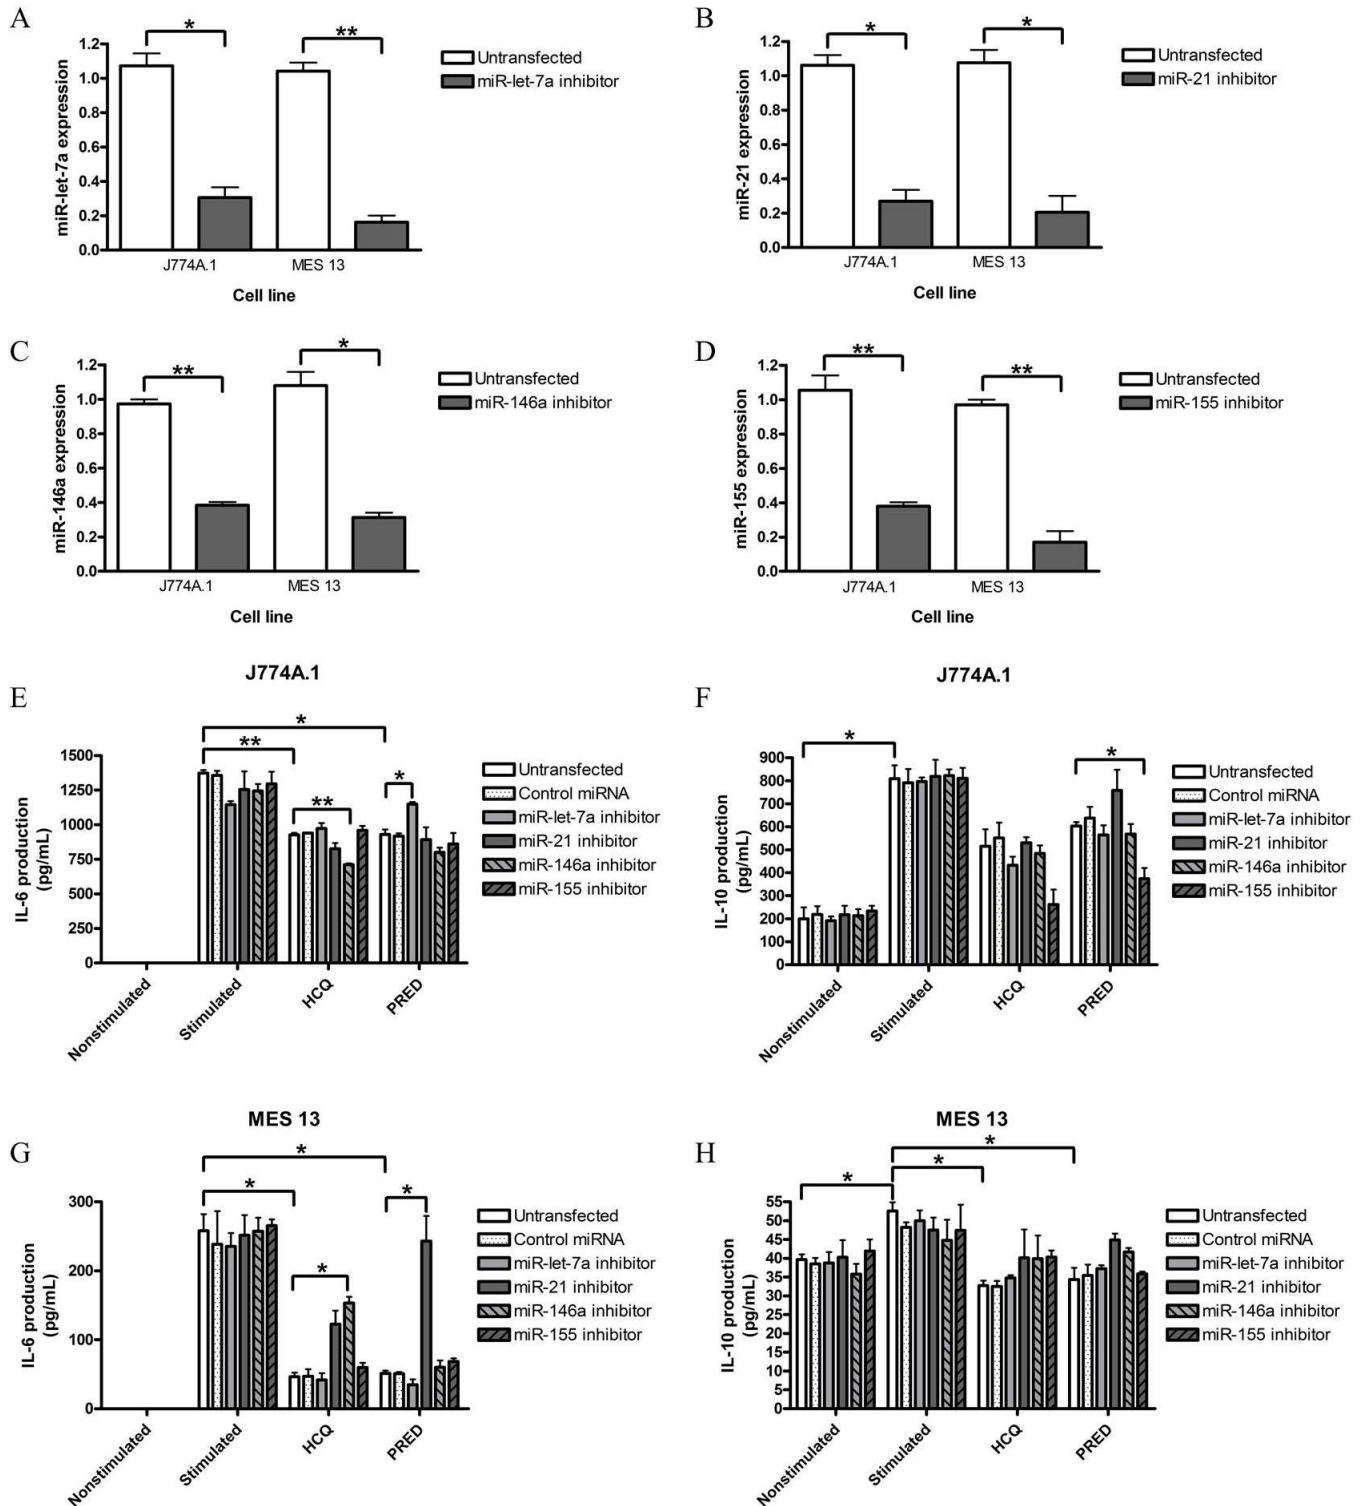 A
*
**
1.2
1.0
0.8
0.6
0.4
0.2
0.0
miR-let-7a expression
J774A.1
MES 13
Cell line
Untransfected
miR-let-7a inhibitor
B
*
*
1.2
1.0
0.8
0.6
0.4
0.2
0.0
miR-21 expression
J774A.1
MES 13
Cell line
Untransfected
miR-21 inhibitor
C
**
*
1.2
1.0
0.8
0.6
0.4
0.2
0.0
miR-146a expression
J774A.1
MES 13
Cell line
Untransfected
miR-146a inhibitor
D
**
**
1.2
1.0
0.8
0.6
0.4
0.2
0.0
miR-155 expression
J774A.1
MES 13
Cell line
Untransfected
miR-155 inhibitor
J774A.1
E
*
**
**
*
1500
1250
1000
750
500
250
0
IL-6 production
(pg/mL)
Nonstimulated
Stimulated
HCQ
PRED
Untransfected
Control miRNA
miR-let-7a inhibitor
miR-21 inhibitor
miR-146a inhibitor
miR-155 inhibitor
J774A.1
F
*
*
900
800
700
600
500
400
300
200
100
0
IL-10 production
(pg/mL)
Nonstimulated
Stimulated
HCQ
PRED
Untransfected
Control miRNA
miR-let-7a inhibitor
miR-21 inhibitor
miR-146a inhibitor
miR-155 inhibitor
MES 13
G
*
*
*
*
300
200
100
0
IL-6 production
(pg/mL)
Nonstimulated
Stimulated
HCQ
PRED
Untransfected
Control miRNA
miR-let-7a inhibitor
miR-21 inhibitor
miR-146a inhibitor
miR-155 inhibitor
MES 13
H
*
*
*
55
50
45
40
35
30
25
20
15
10
5
0
IL-10 production
(pg/mL)
Nonstimulated
Stimulated
HCQ
PRED
Untransfected
Control miRNA
miR-let-7a inhibitor
miR-21 inhibitor
miR-146a inhibitor
miR-155 inhibitor